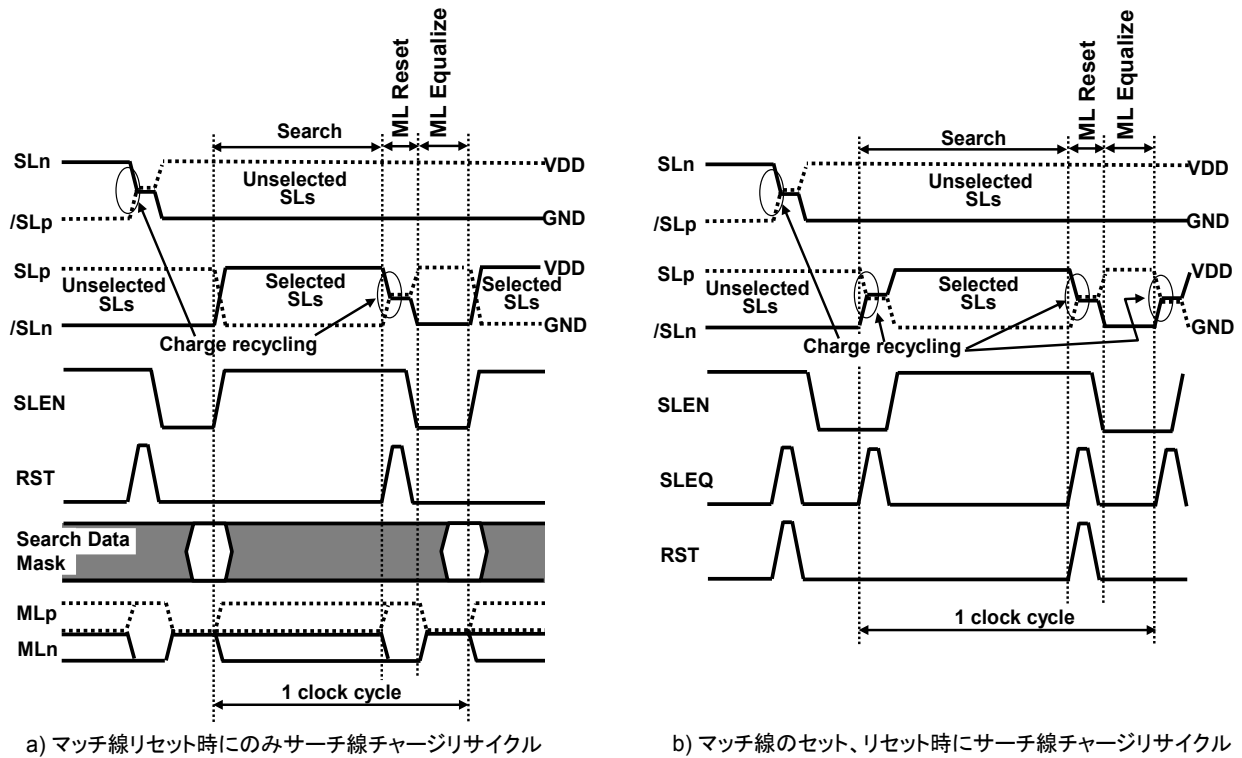 ML Reset
ML Equalize
Search
SLn
VDD
Unselected
SLs
/SLp
GND
SLp
VDD
Unselected
SLs
Selected
SLs
Selected
SLs
/SLn
GND
Charge recycling
SLEN
RST
Search Data
Mask
MLp
MLn
1 clock cycle
a) マッチ線リセット時にのみサーチ線チャージリサイクル
ML Reset
ML Equalize
Search
SLn
VDD
Unselected
SLs
/SLp
GND
SLp
VDD
Unselected
SLs
Selected
SLs
/SLn
GND
Charge recycling
SLEN
SLEQ
RST
1 clock cycle
b) マッチ線のセット、リセット時にサーチ線チャージリサイクル